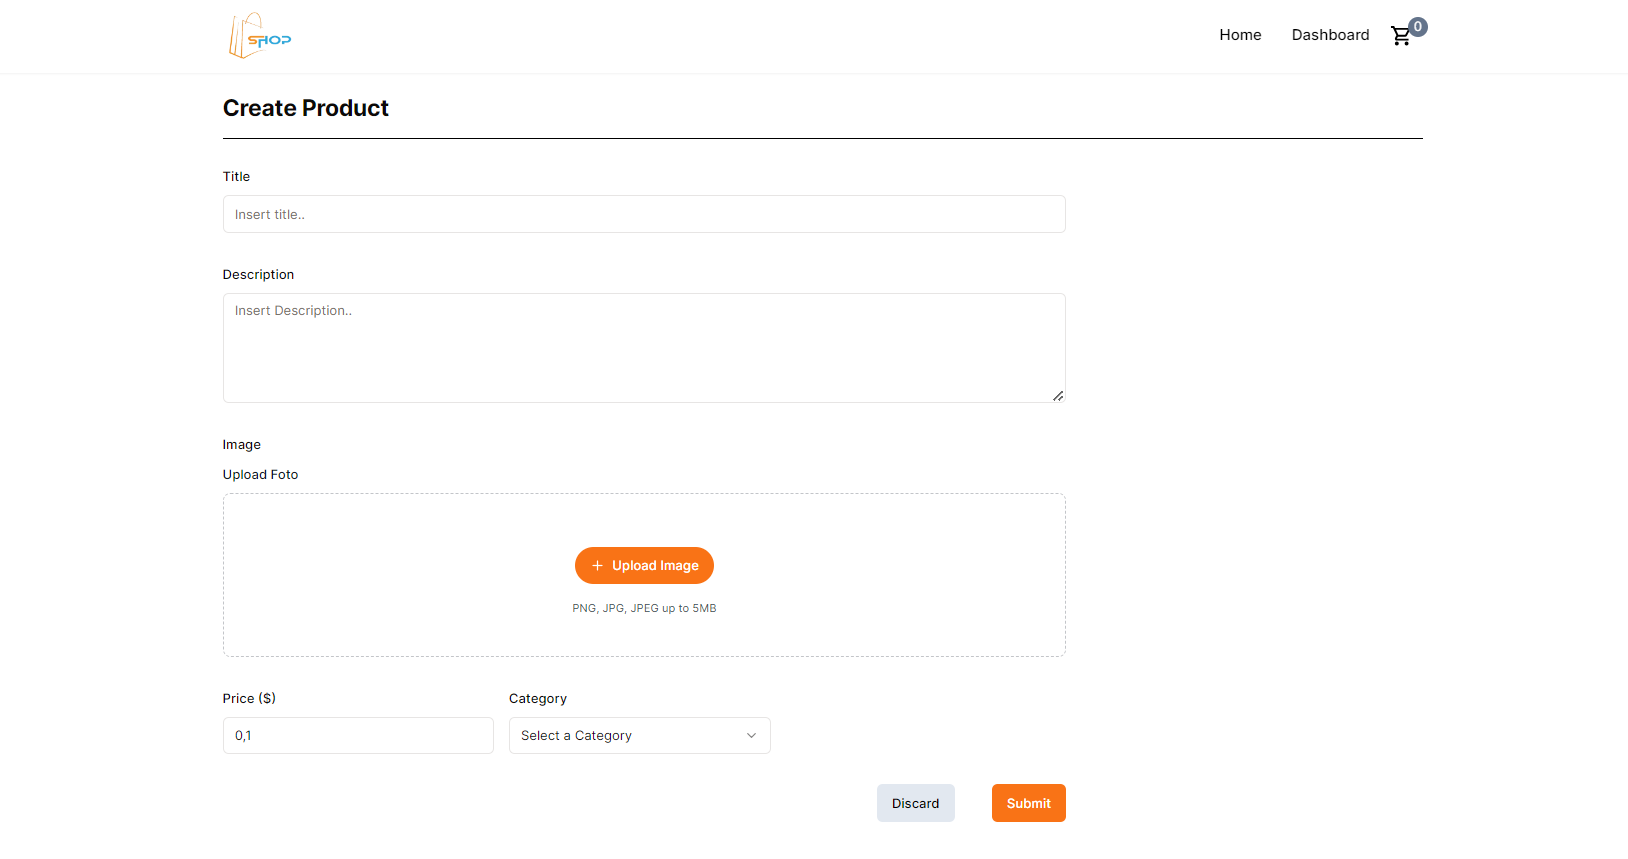 SHOP
Home Dashboard 0
Create Product
Title
Insert title..
Description
Insert Description..
Image
Upload Foto
+ Upload Image
PNG, JPG, JPEG up to 5MB
Price ($) Category
0,1 Select a Category
Discard Submit